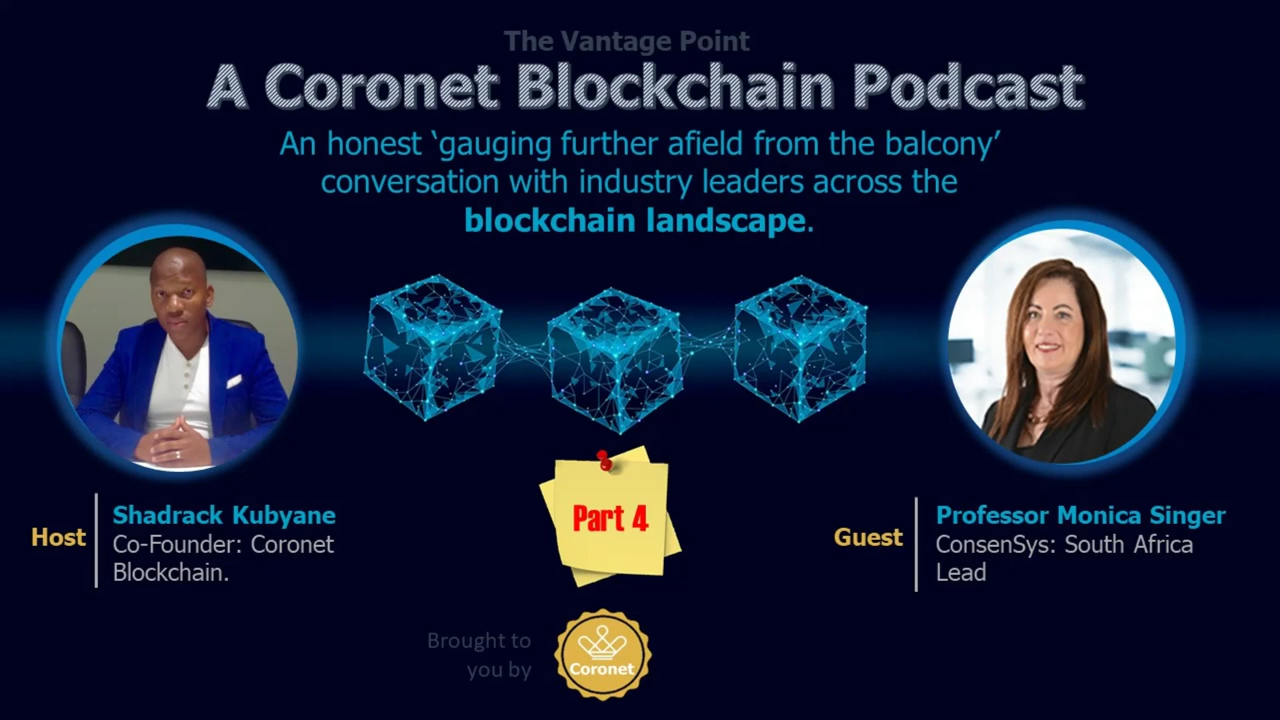 The Vantage Point
A Coronet Blockchain Podcast
An honest ‘gauging further afield from the balcony’
conversation with industry leaders across the
blockchain landscape.
Part 4
Host
Shadrack Kubyane
Co-Founder: Coronet
Blockchain.
Guest
Professor Monica Singer
ConsenSys: South Africa
Lead
Brought to
you by
Coronet